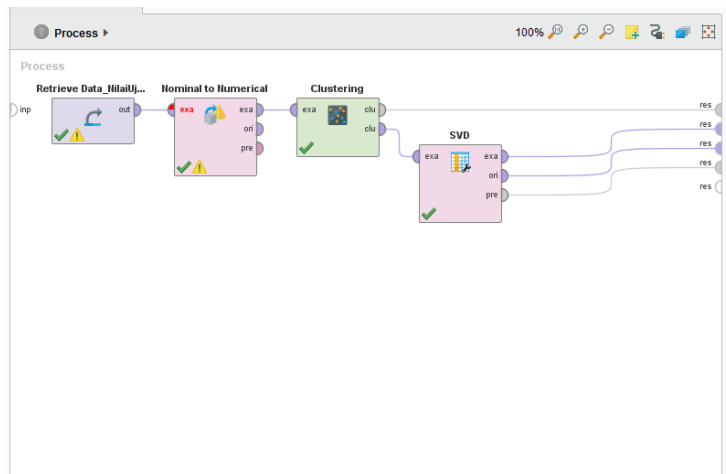 Process
100%
Process
Retrieve Data_NilaiUj...
Nominal to Numerical
Clustering
inp
out
exa
exa
ori
pre
exa
clu
clu
SVD
exa
exa
ori
pre
res
res
res
res
res